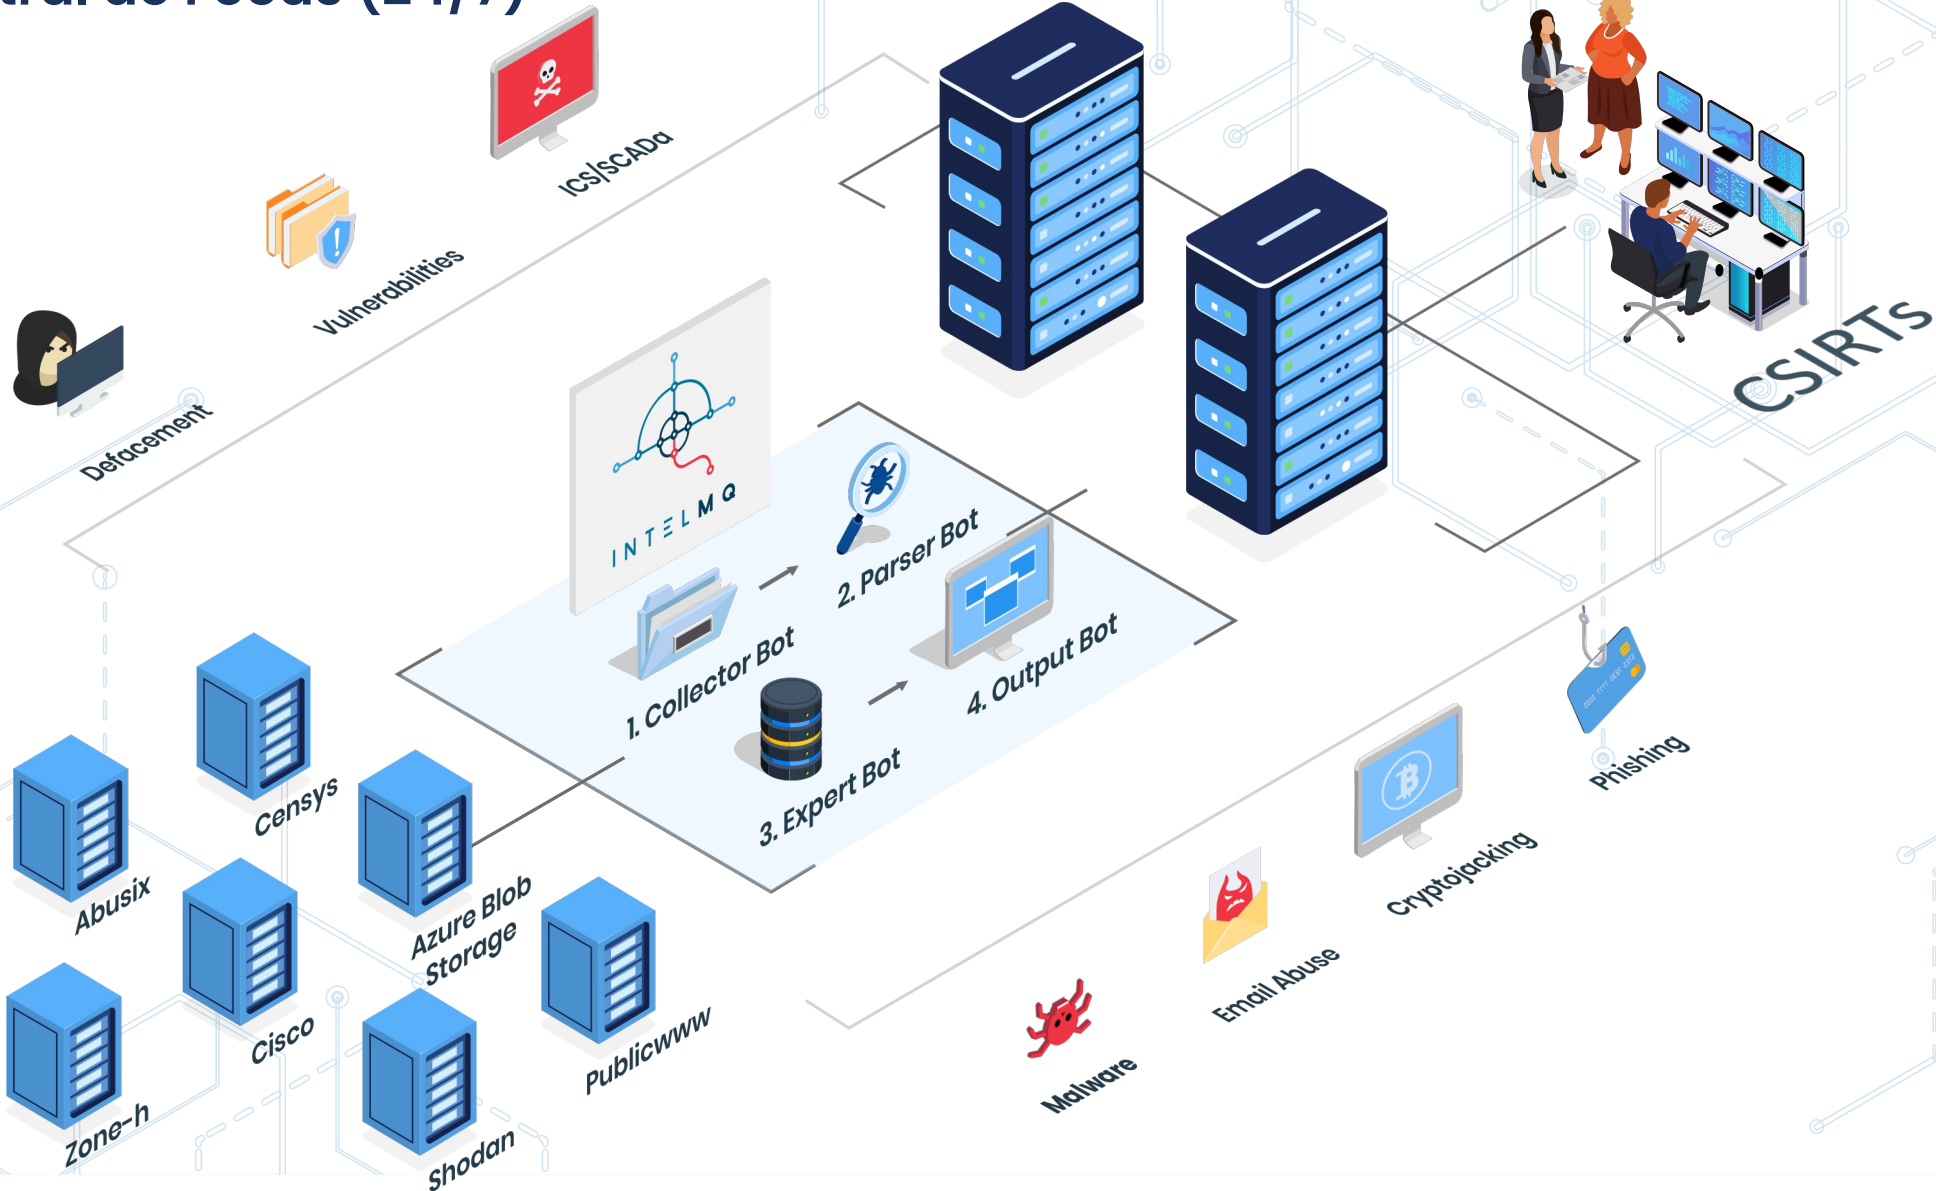 ICS/SCADa
Vulnerabilities
Defacement
INTELMQ
1. Collector Bot
2. Parser Bot
3. Expert Bot
4. Output Bot
CSIRTs
Censys
Abusix
Azure Blob
Storage
Cisco
Publicwww
Zone-h
Shodan
Phishing
Cryptojacking
Email Abuse
Malware